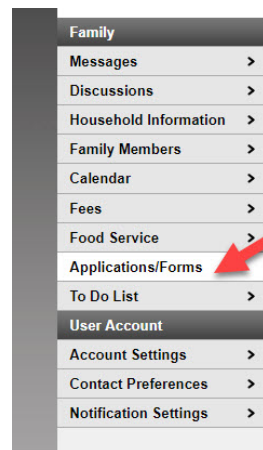 Family
Messages >
Discussions >
Household Information >
Family Members >
Calendar >
Fees >
Food Service >
Applications/Forms
To Do List >
User Account
Account Settings >
Contact Preferences >
Notification Settings >